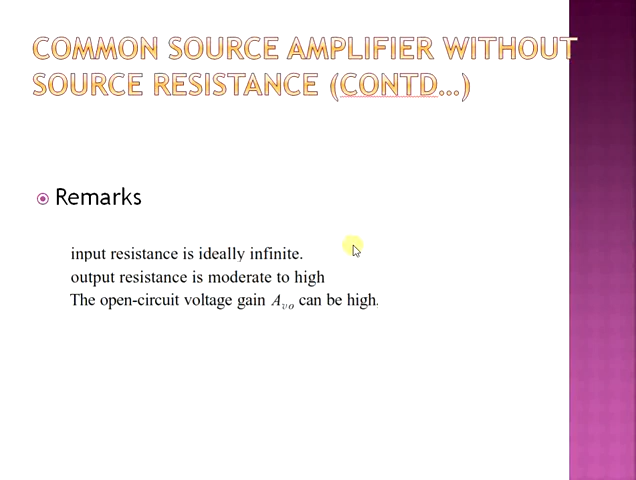 COMMON SOURCE AMPLIFIER WITHOUT
SOURCE RESISTANCE (CONTD...)
Remarks
input resistance is ideally infinite.
output resistance is moderate to high
The open-circuit voltage gain Avo can be high.